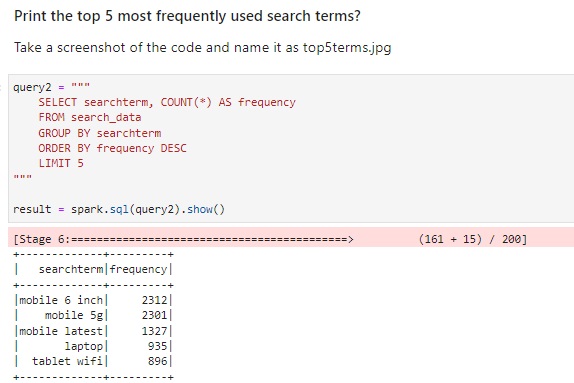 Print the top 5 most frequently used search terms?
Take a screenshot of the code and name it as top5terms.jpg
query2 = """
    SELECT searchterm, COUNT(*) AS frequency
    FROM search_data
    GROUP BY searchterm
    ORDER BY frequency DESC
    LIMIT 5
"""
result = spark.sql(query2).show()
[Stage 6:=================================================>       (161 + 15) / 200]
+-------------+---------+
|   searchterm|frequency|
+-------------+---------+
|mobile 6 inch|     2312|
|    mobile 5g|     2301|
|mobile latest|     1327|
|       laptop|      935|
|  tablet wifi|      896|
+-------------+---------+